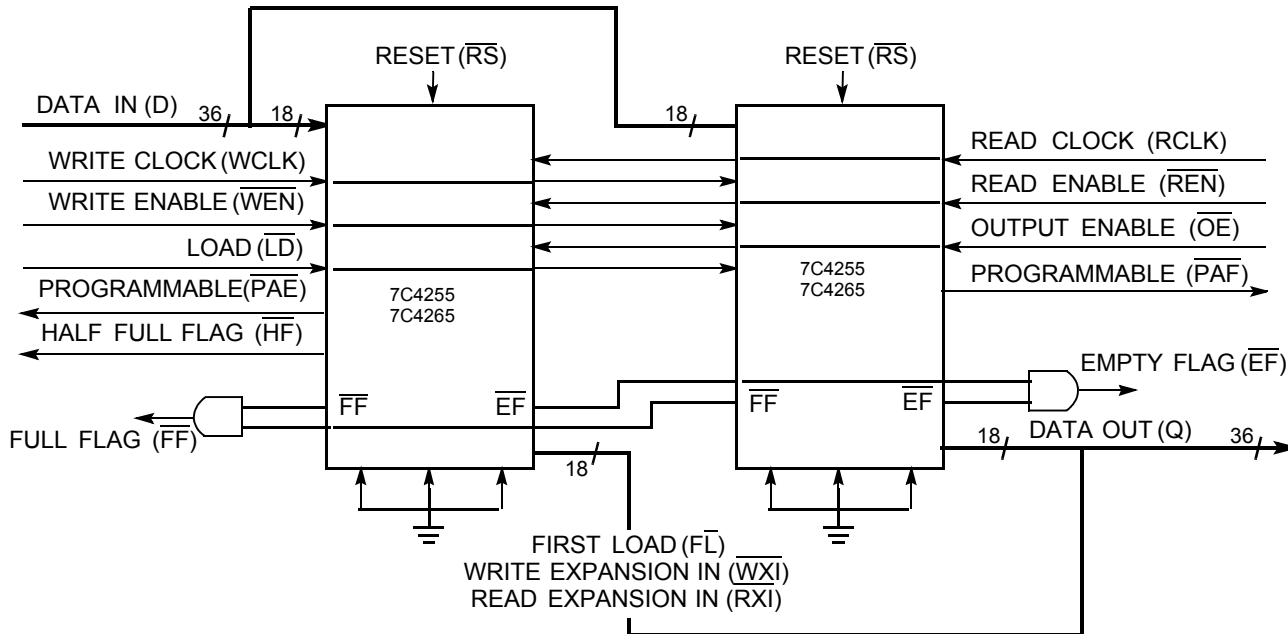 RESET (RS)
RESET (RS)
DATA IN (D)
36
18
18
WRITE CLOCK (WCLK)
READ CLOCK (RCLK)
WRITE ENABLE (WEN)
READ ENABLE (REN)
LOAD (LD)
OUTPUT ENABLE (OE)
PROGRAMMABLE (PAE)
7C4255
7C4265
7C4255
7C4265
PROGRAMMABLE (PAF)
HALF FULL FLAG (HF)
EMPTY FLAG (EF)
FF
EF
FF
EF
FULL FLAG (FF)
18
DATA OUT (Q)
36
18
FIRST LOAD (FL)
WRITE EXPANSION IN (WXI)
READ EXPANSION IN (RXI)